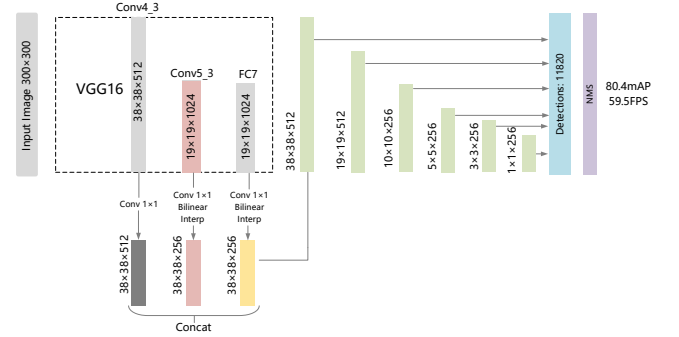 Conv4_3
Input Image 300×300
VGG16
38×38×512
Conv5_3
19×19×1024
FC7
19×19×1024
38×38×512
19×19×512
10×10×256
5×5×256
3×3×256
1×1×256
Detections: 11820
NMS
80.4mAP
59.5FPS
Conv 1×1
Conv 1×1
Bilinear
Interp
Conv 1×1
Bilinear
Interp
38×38×512
38×38×256
38×38×256
Concat